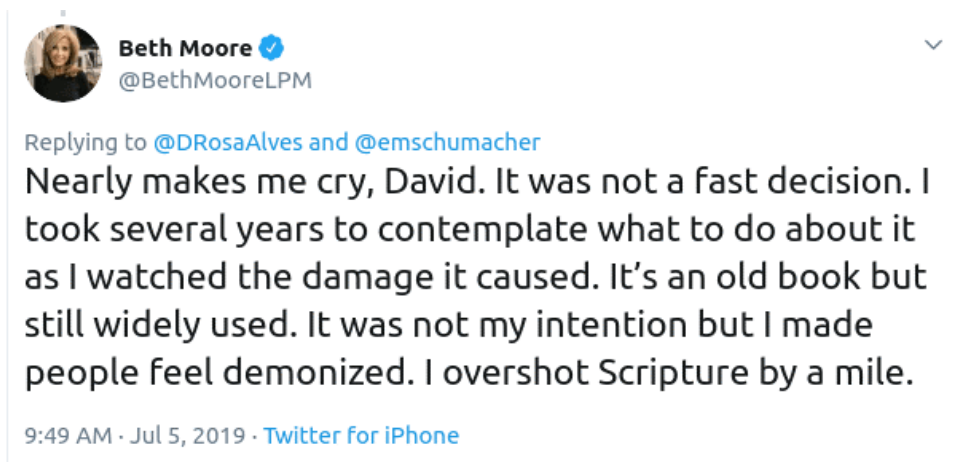 Beth Moore
@BethMooreLPM
Replying to @DRosaAlves and @emschumacher
Nearly makes me cry, David. It was not a fast decision. I
took several years to contemplate what to do about it
as I watched the damage it caused. It’s an old book but
still widely used. It was not my intention but I made
people feel demonized. I overshot Scripture by a mile.
9:49 AM · Jul 5, 2019 · Twitter for iPhone